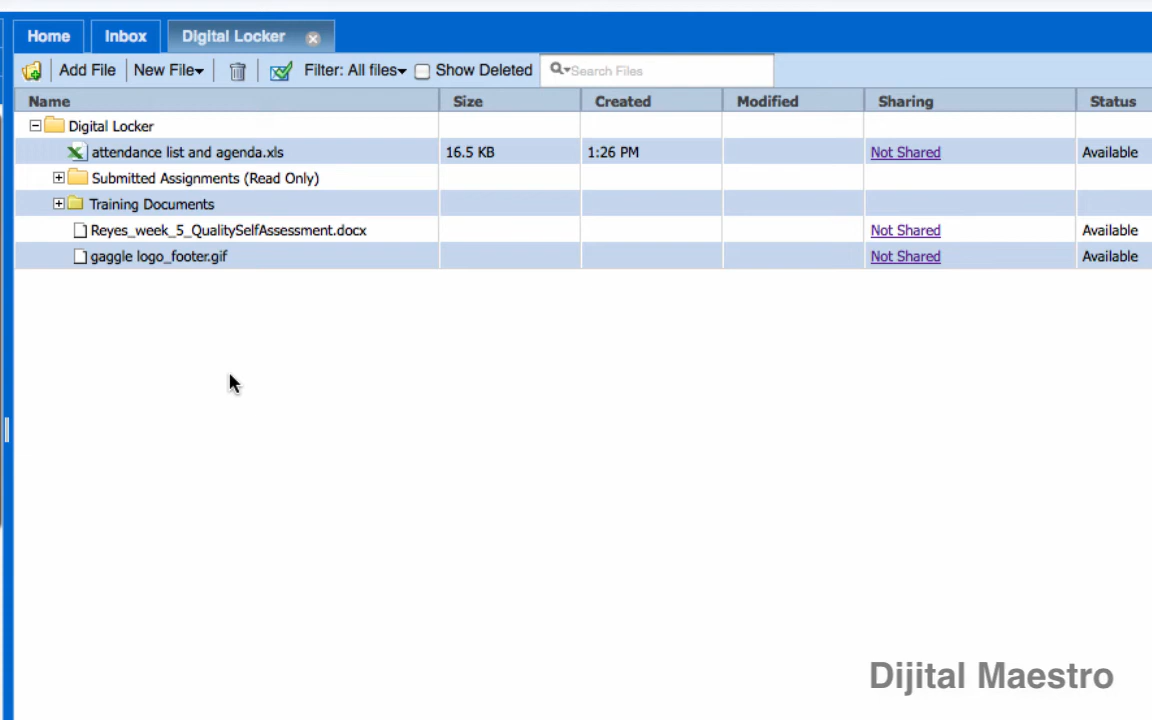 Home Inbox Digital Locker
Add File New File Filter: All files Show Deleted Search Files
Name Size Created Modified Sharing Status
Digital Locker
attendance list and agenda.xls 16.5 KB 1:26 PM Not Shared Available
Submitted Assignments (Read Only)
Training Documents
Reyes_week_5_QualitySelfAssessment.docx Not Shared Available
gaggle logo_footer.gif Not Shared Available
Dijital Maestro